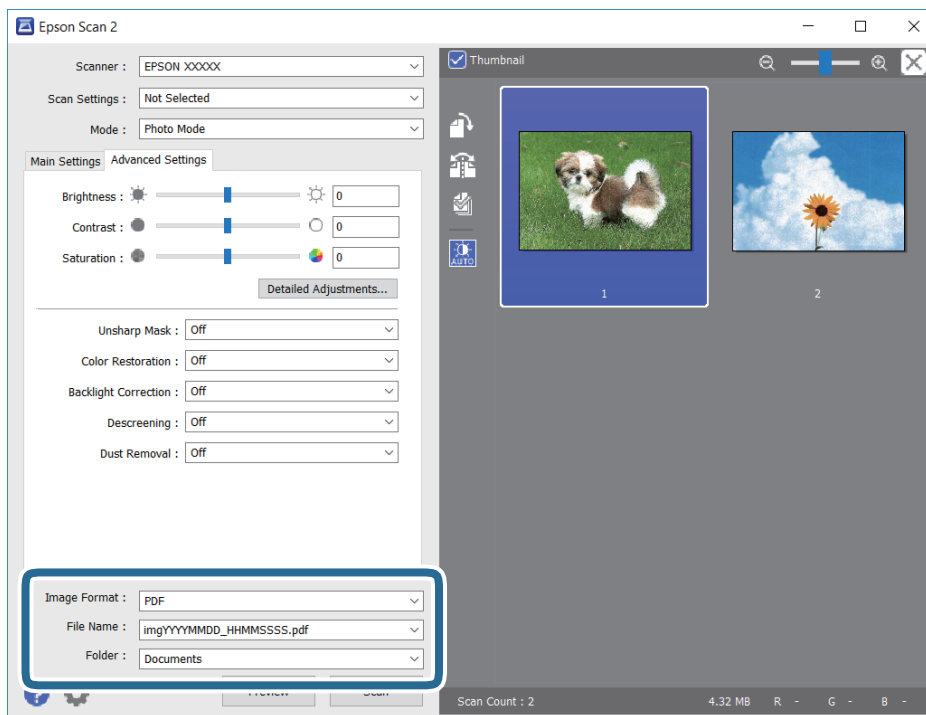 Epson Scan 2
Scanner : EPSON XXXXX
Scan Settings : Not Selected
Mode : Photo Mode
Main Settings Advanced Settings
Brightness : 0
Contrast : 0
Saturation : 0
Detailed Adjustments...
Unsharp Mask : Off
Color Restoration : Off
Backlight Correction : Off
Descreening : Off
Dust Removal : Off
Image Format : PDF
File Name : imgYYYYMMDD_HHMMSSSS.pdf
Folder : Documents
? Preview Scan
Thumbnail
AUTO
1 2
Scan Count : 2 4.32 MB R - G - B -